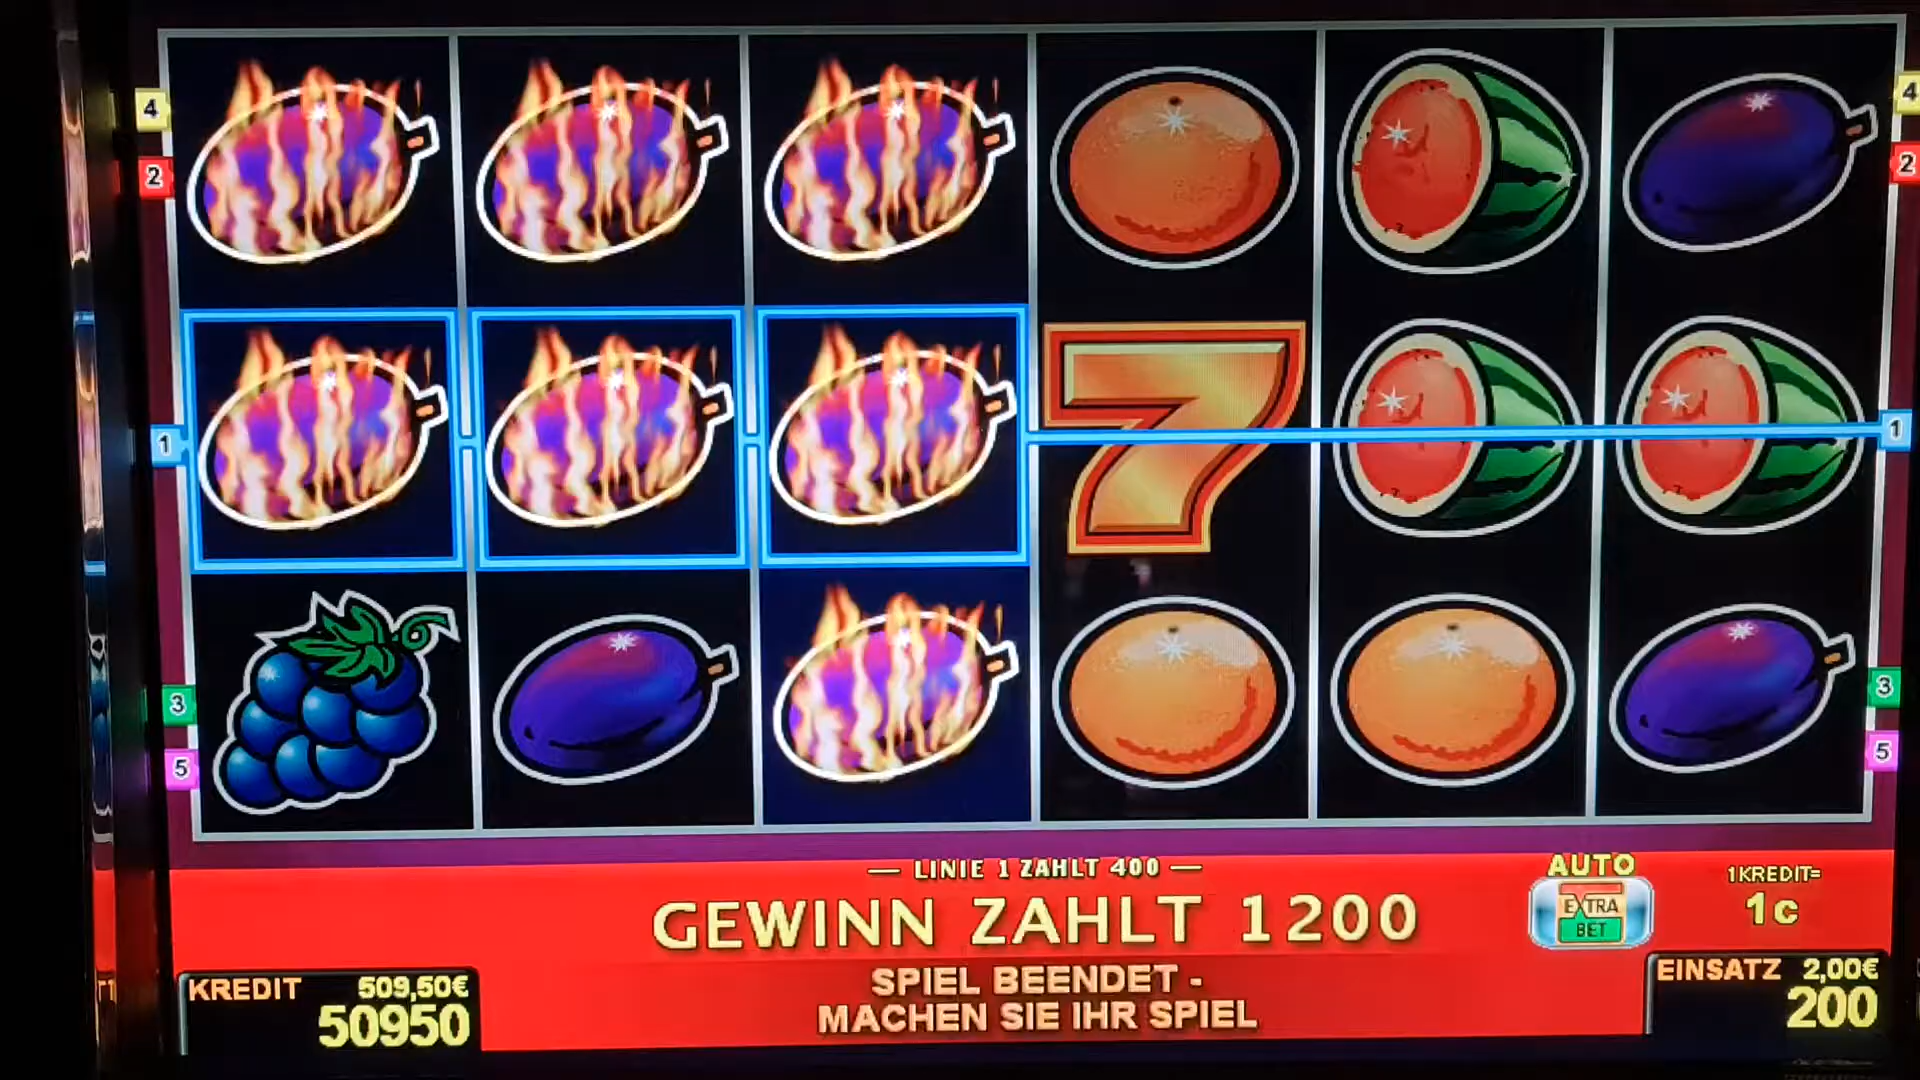 4
4
2
2
1
1
3
3
5
5
— LINIE 1 ZAHLT 400 —
GEWINN ZAHLT 1200
AUTO
EXTRA
BET
1KREDIT=
1c
SPIEL BEENDET -
MACHEN SIE IHR SPIEL
KREDIT 509,50€
50950
EINSATZ 2,00€
200